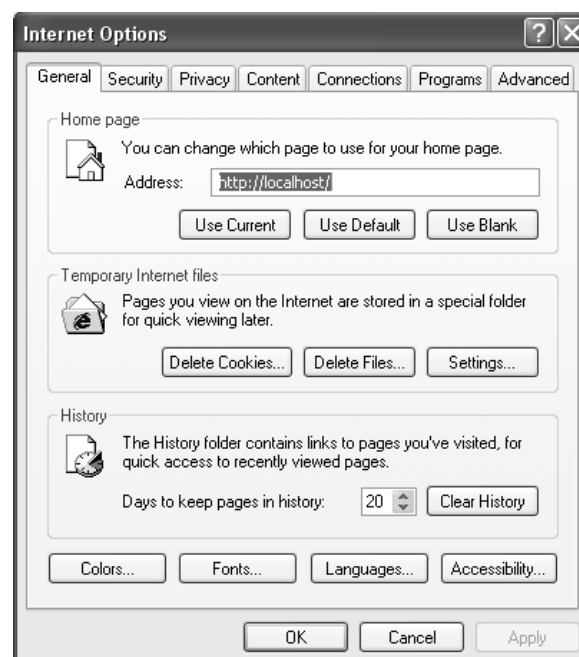 Internet Options
General Security Privacy Content Connections Programs Advanced
Home page
You can change which page to use for your home page.
Address: http://localhost/
Use Current Use Default Use Blank
Temporary Internet files
Pages you view on the Internet are stored in a special folder
for quick viewing later.
Delete Cookies... Delete Files... Settings...
History
The History folder contains links to pages you've visited, for
quick access to recently viewed pages.
Days to keep pages in history: 20 Clear History
Colors... Fonts... Languages... Accessibility...
OK Cancel Apply